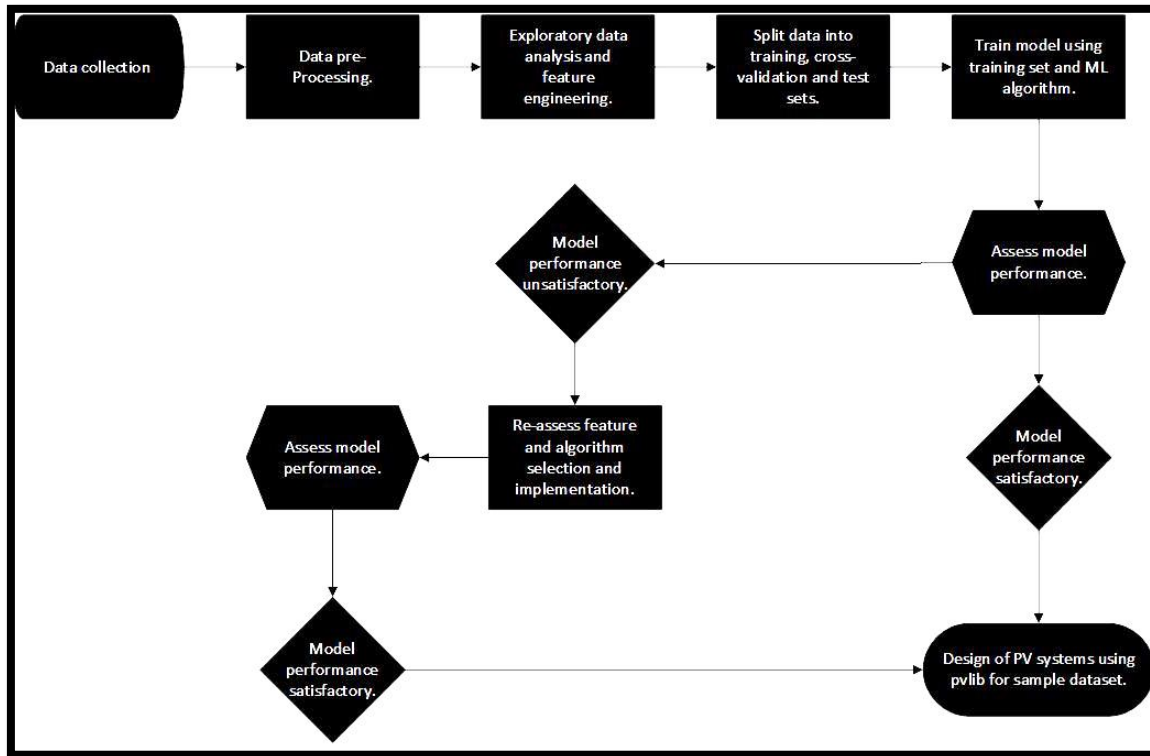 Data collection
Data pre-
Processing.
Exploratory data
analysis and
feature
engineering.
Split data into
training, cross-
validation and test
sets.
Train model using
training set and ML
algorithm.
Model
performance
unsatisfactory.
Assess model
performance.
Assess model
performance.
Re-assess feature
and algorithm
selection and
implementation.
Model
performance
satisfactory.
Model
performance
satisfactory.
Design of PV systems using
pvlib for sample dataset.